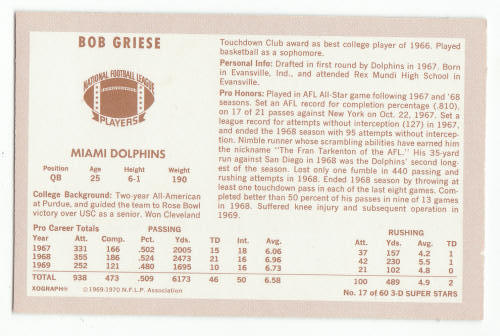 BOB GRIESE
NATIONAL FOOTBALL LEAGUE
PLAYERS
MIAMI DOLPHINS
Position Age Height Weight
QB 25 6-1 190
College Background: Two-year All-American
at Purdue, and guided the team to Rose Bowl
victory over USC as a senior. Won Cleveland
Touchdown Club award as best college player of 1966. Played
basketball as a sophomore.
Personal Info: Drafted in first round by Dolphins in 1967. Born
in Evansville, Ind., and attended Rex Mundi High School in
Evansville.
Pro Honors: Played in AFL All-Star game following 1967 and '68
seasons. Set an AFL record for completion percentage (.810),
on 17 of 21 passes against New York on Oct. 22, 1967. Set a
league record for attempts without interception (127) in 1967,
and ended the 1968 season with 95 attempts without intercep-
tion. Nimble runner whose scrambling abilities have earned him
the nickname "The Fran Tarkenton of the AFL." His 35-yard
run against San Diego in 1968 was the Dolphins' second long-
est of the season. Lost only one fumble in 440 passing and
rushing attempts in 1968. Ended 1968 season by throwing at
least one touchdown pass in each of the last eight games. Com-
pleted better than 50 percent of his passes in nine of 13 games
in 1968. Suffered knee injury and subsequent operation in
1969.
Pro Career Totals PASSING RUSHING
Year Att. Comp. Pct. Yds. TD Int. Avg. Att. Yds. Avg. TD
1967 331 166 .502 2005 15 18 6.06 37 157 4.2 1
1968 355 186 .524 2473 21 16 6.96 42 230 5.5 1
1969 252 121 .480 1695 10 16 6.73 21 102 4.8 0
TOTAL 938 473 .509 6173 46 50 6.58 100 489 4.9 2
XOGRAPH® ©1969-1970 N.F.L.P. Association No. 17 of 60 3-D SUPER STARS